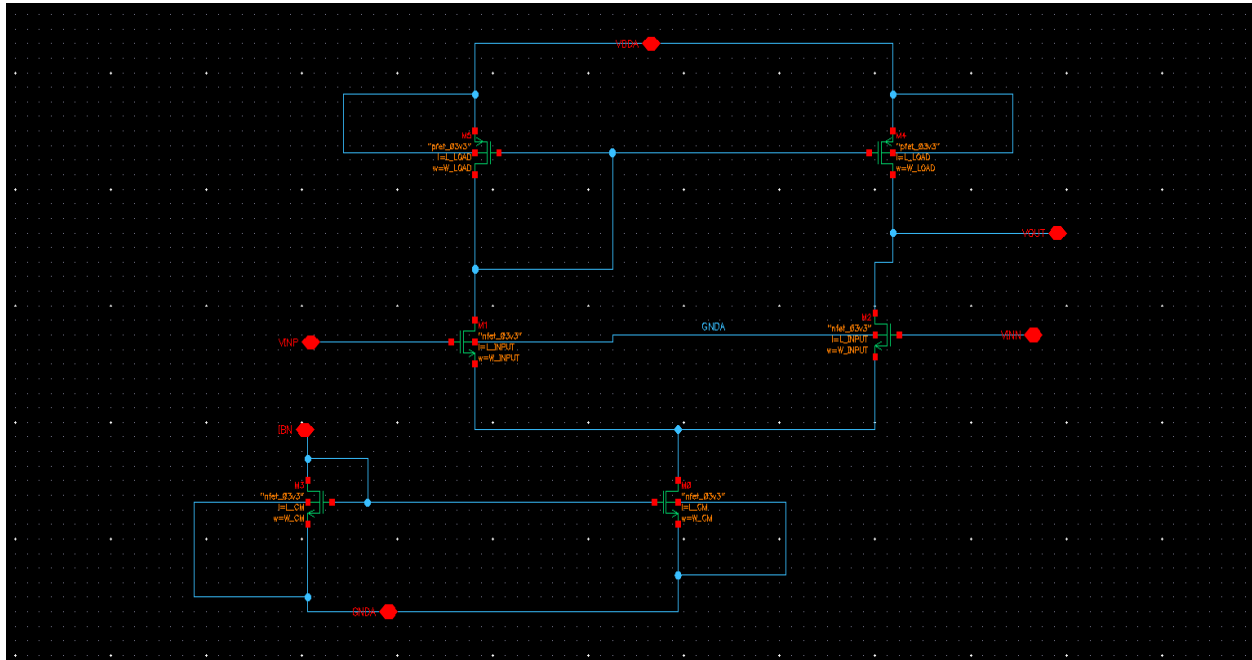 VDDA
M5
"pfet_03v3"
l=L_LOAD
w=W_LOAD
M4
"pfet_03v3"
l=L_LOAD
w=W_LOAD
VOUT
M1
"nfet_03v3"
l=L_INPUT
w=W_INPUT
GNDA
M2
"nfet_03v3"
l=L_INPUT
w=W_INPUT
VINP
VINN
IBN
M3
"nfet_03v3"
l=L_CM
w=W_CM
M0
"nfet_03v3"
l=L_CM
w=W_CM
GNDA